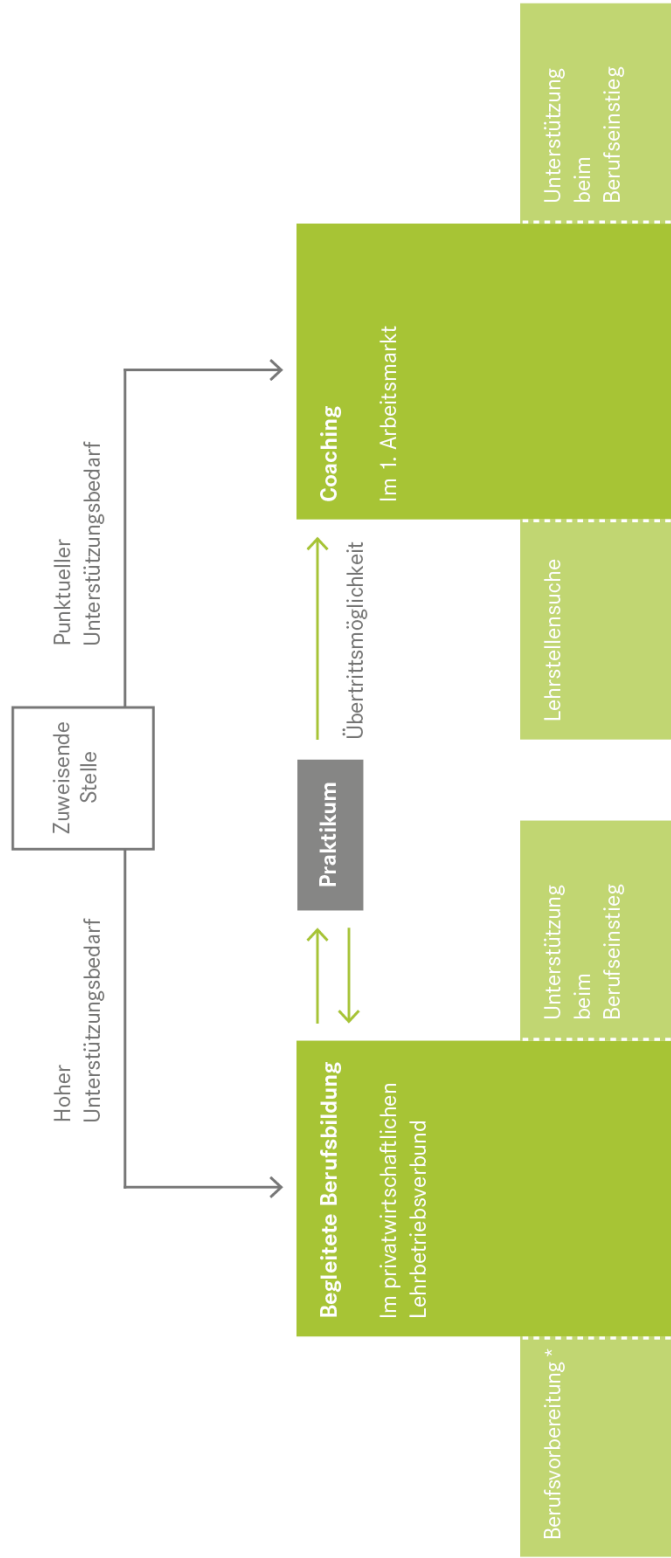 Zuweisende
Stelle
Hoher
Unterstützungsbedarf
Punktueller
Unterstützungsbedarf
Begleitete Berufsbildung
Im privatwirtschaftlichen
Lehrbetriebsverbund
Praktikum
Übertrittsmöglichkeit
Coaching
Im 1. Arbeitsmarkt
Berufsvorbereitung *
Unterstützung
beim
Berufseinstieg
Lehrstellensuche
Unterstützung
beim
Berufseinstieg